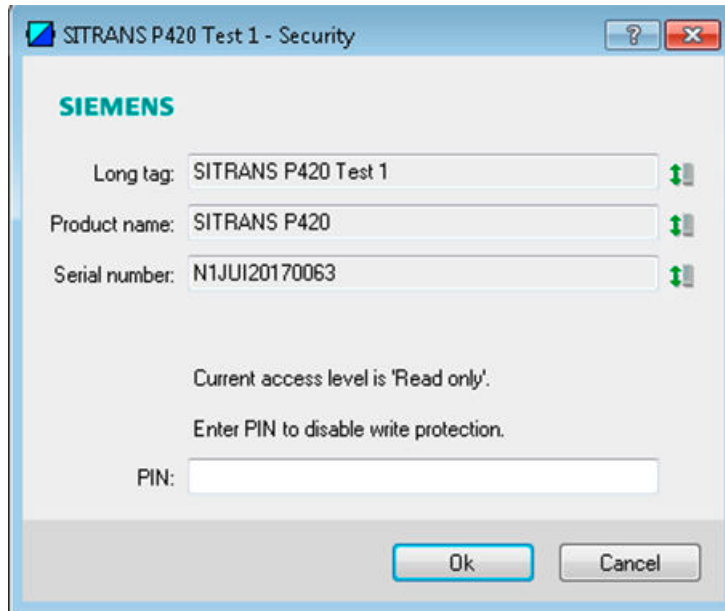 SITRANS P420 Test 1 - Security
SIEMENS
Long tag: SITRANS P420 Test 1
Product name: SITRANS P420
Serial number: N1JUI20170063
Current access level is 'Read only'.
Enter PIN to disable write protection.
PIN:
Ok Cancel